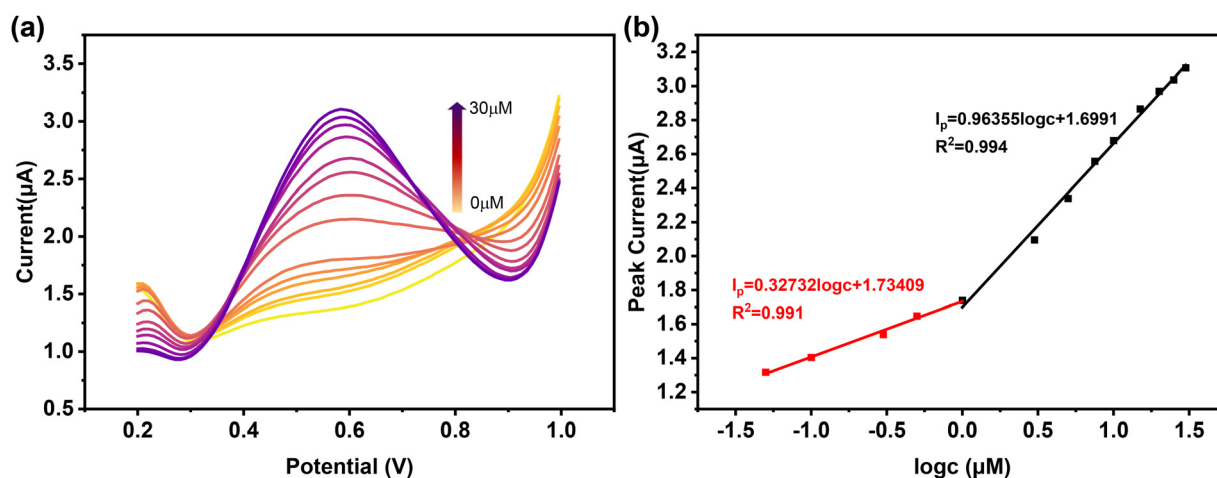 (a)
3.5
3.0
2.5
2.0
1.5
1.0
0.5
Current(μA)
30μM
0μM
0.2 0.4 0.6 0.8 1.0
Potential (V)
(b)
3.2
3.0
2.8
2.6
2.4
2.2
2.0
1.8
1.6
1.4
1.2
Peak Current(μA)
Iₚ=0.96355logc+1.6991
R²=0.994
Iₚ=0.32732logc+1.73409
R²=0.991
-1.5 -1.0 -0.5 0.0 0.5 1.0 1.5
logc (μM)